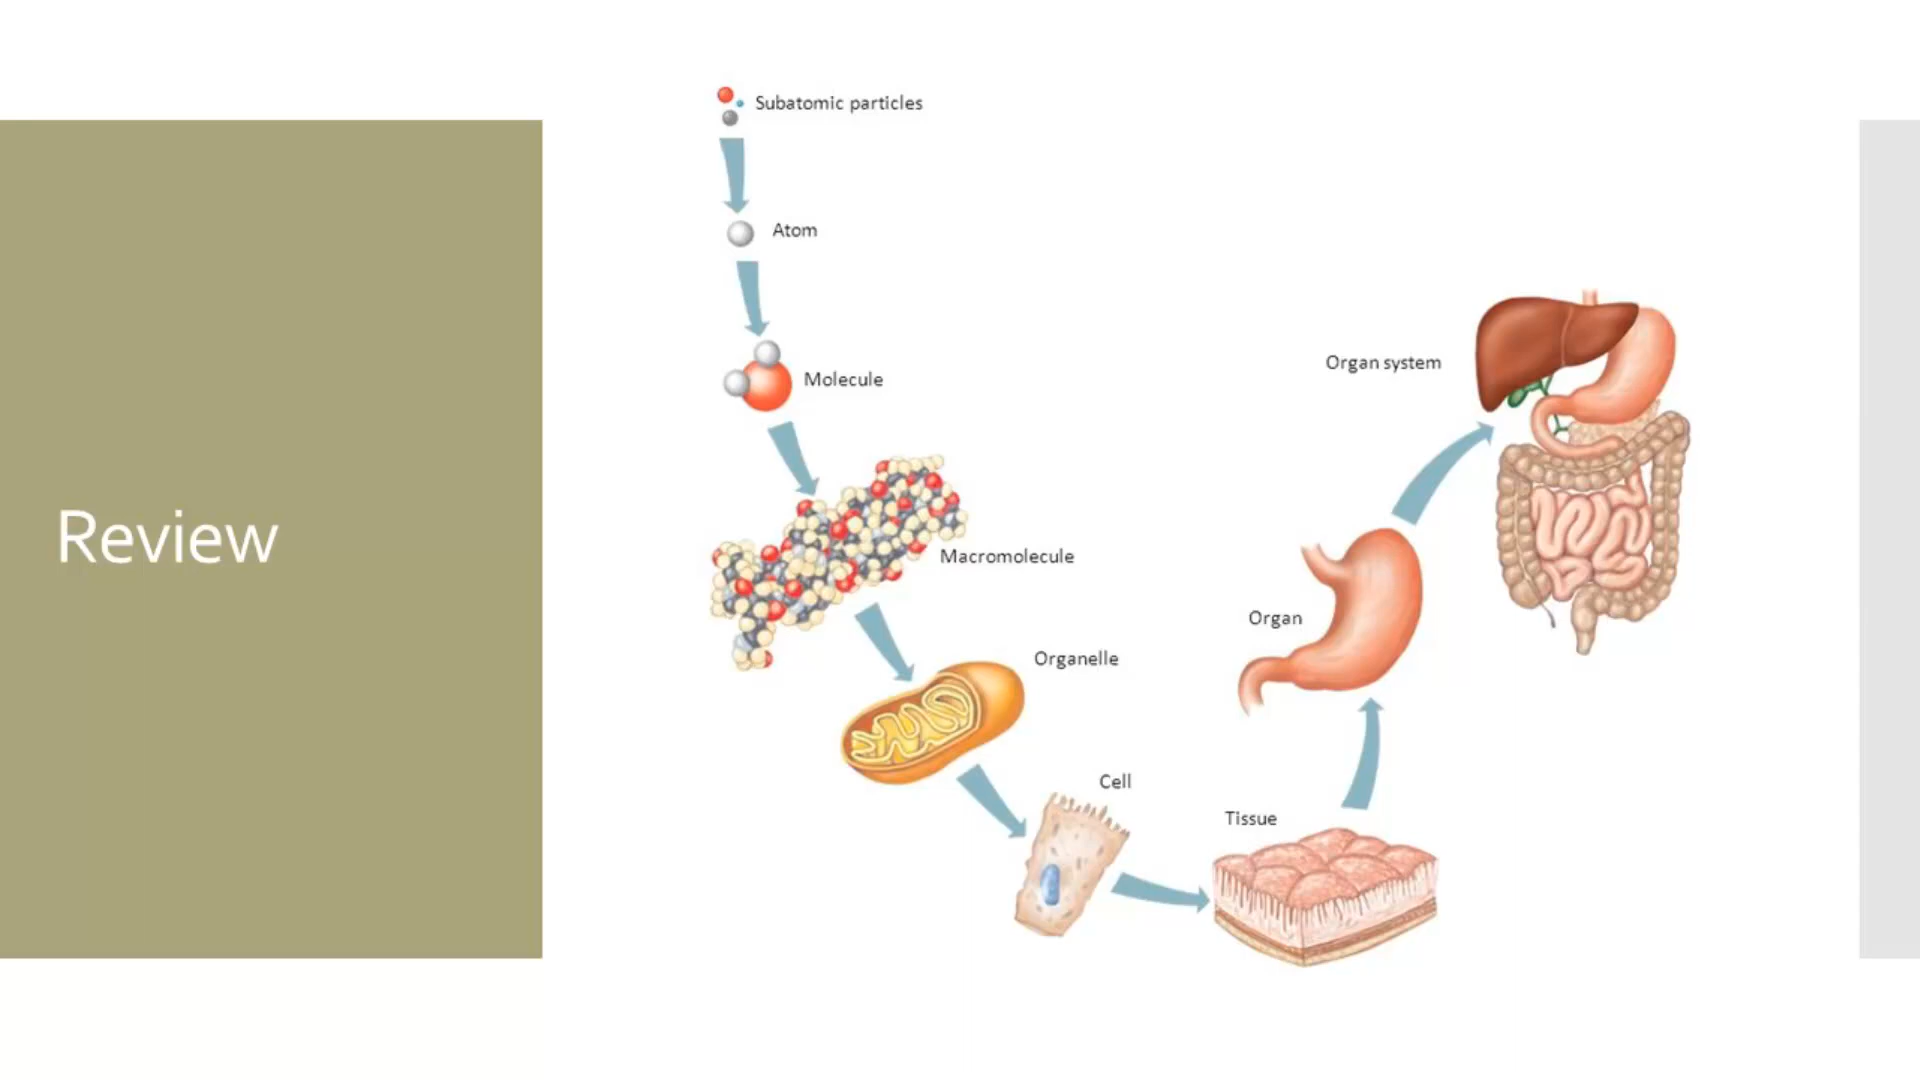 Review
Subatomic particles
Atom
Molecule
Macromolecule
Organelle
Cell
Tissue
Organ
Organ system